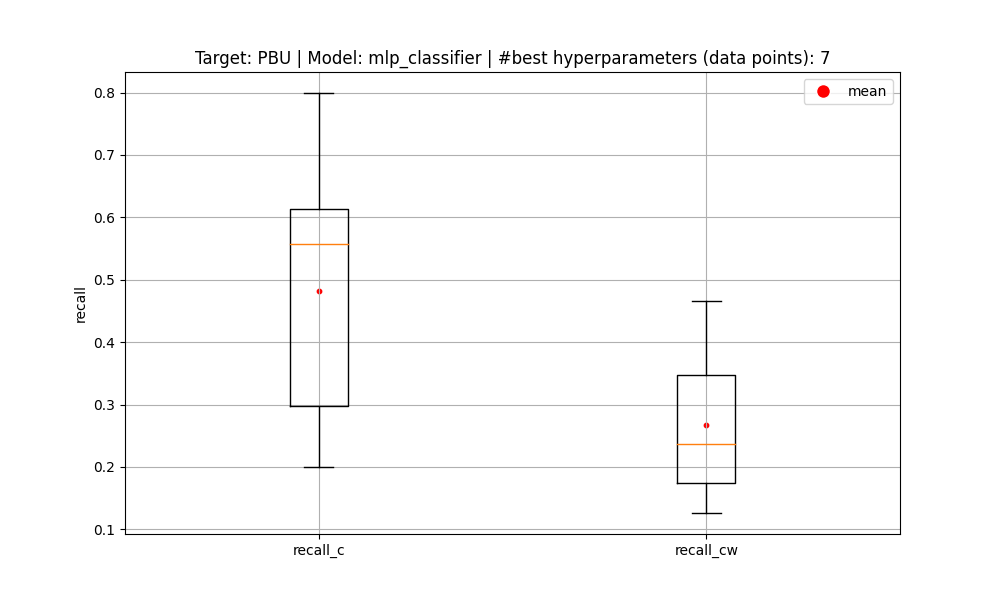 Target: PBU | Model: mlp_classifier | #best hyperparameters (data points): 7
mean
0.8
0.7
0.6
0.5
0.4
0.3
0.2
0.1
recall
recall_c
recall_cw